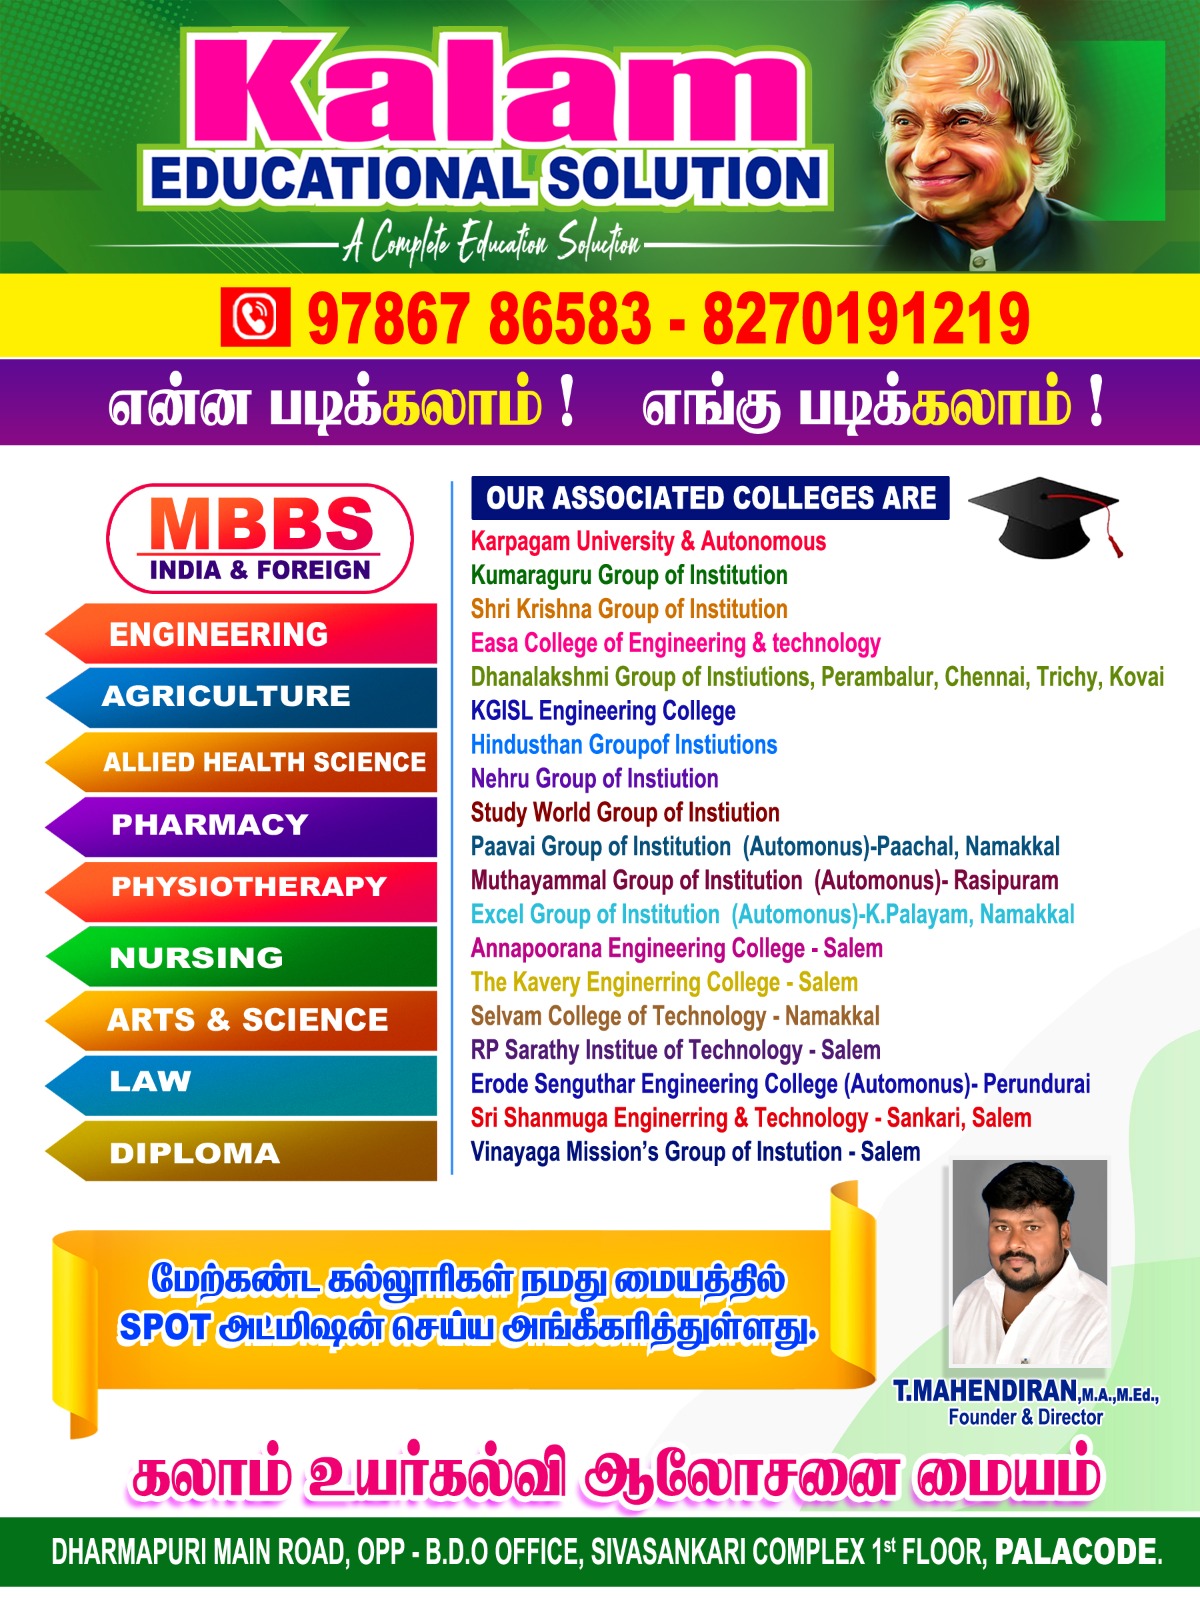 Kalam
EDUCATIONAL SOLUTION
A Complete Education Soluction
97867 86583 - 8270191219
என்ன படிக்கலாம் ! எங்கு படிக்கலாம் !
MBBS
INDIA & FOREIGN
ENGINEERING
AGRICULTURE
ALLIED HEALTH SCIENCE
PHARMACY
PHYSIOTHERAPY
NURSING
ARTS & SCIENCE
LAW
DIPLOMA
OUR ASSOCIATED COLLEGES ARE
Karpagam University & Autonomous
Kumaraguru Group of Institution
Shri Krishna Group of Institution
Easa College of Engineering & technology
Dhanalakshmi Group of Instiutions, Perambalur, Chennai, Trichy, Kovai
KGISL Engineering College
Hindusthan Groupof Instiutions
Nehru Group of Instiution
Study World Group of Instiution
Paavai Group of Institution (Automonus)-Paachal, Namakkal
Muthayammal Group of Institution (Automonus)- Rasipuram
Excel Group of Institution (Automonus)-K.Palayam, Namakkal
Annapoorana Engineering College - Salem
The Kavery Enginerring College - Salem
Selvam College of Technology - Namakkal
RP Sarathy Institue of Technology - Salem
Erode Senguthar Engineering College (Automonus)- Perundurai
Sri Shanmuga Enginerring & Technology - Sankari, Salem
Vinayaga Mission's Group of Instution - Salem
மேற்கண்ட கல்லூரிகள் நமது மையத்தில்
SPOT அட்மிஷன் செய்ய அங்கீகரித்துள்ளது.
T.MAHENDIRAN,M.A.,M.Ed.,
Founder & Director
கலாம் உயர்கல்வி ஆலோசனை மையம்
DHARMAPURI MAIN ROAD, OPP - B.D.O OFFICE, SIVASANKARI COMPLEX 1st FLOOR, PALACODE.